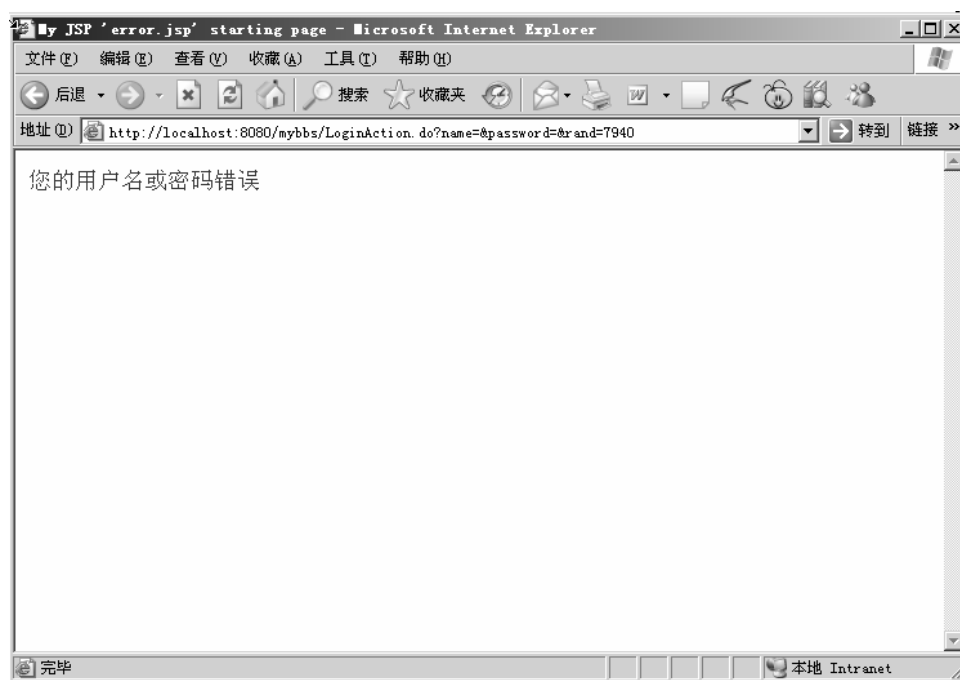 My JSP 'error.jsp' starting page - Microsoft Internet Explorer
文件(F) 编辑(E) 查看(V) 收藏(A) 工具(T) 帮助(H)
后退 搜索 收藏夹
地址(D) http://localhost:8080/mybbs/LoginAction.do?name=&password=&rand=7940 转到 链接 »
您的用户名或密码错误
完毕 本地 Intranet